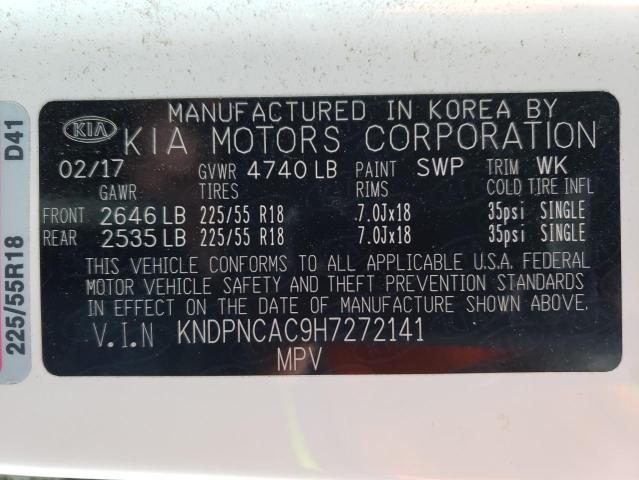 MANUFACTURED IN KOREA BY
KIA KIA MOTORS CORPORATION
02/17 GVWR 4740 LB PAINT SWP TRIM WK
GAWR TIRES RIMS COLD TIRE INFL
FRONT 2646 LB 225/55 R18 7.0Jx18 35psi SINGLE
REAR 2535 LB 225/55 R18 7.0Jx18 35psi SINGLE
THIS VEHICLE CONFORMS TO ALL APPLICABLE U.S.A. FEDERAL
MOTOR VEHICLE SAFETY AND THEFT PREVENTION STANDARDS
IN EFFECT ON THE DATE OF MANUFACTURE SHOWN ABOVE.
V.I.N KNDPNCAC9H7272141
MPV
225/55R18 D41